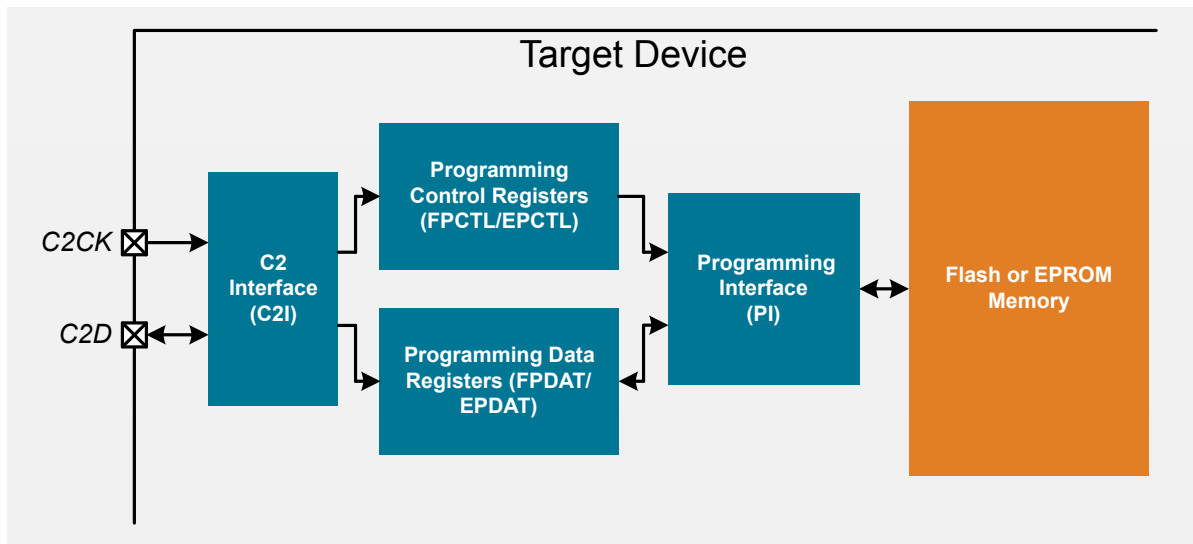 Target Device
C2CK
C2D
C2
Interface
(C2I)
Programming
Control Registers
(FPCTL/EPCTL)
Programming Data
Registers (FPDAT/
EPDAT)
Programming
Interface
(PI)
Flash or EPROM
Memory